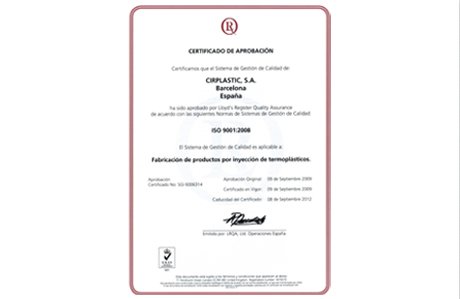 CERTIFICADO DE APROBACIÓN
Certificamos que el Sistema de Gestión de Calidad de:
CIRPLASTIC, S.A.
Barcelona
España
ha sido aprobado por Lloyd's Register Quality Assurance
de acuerdo con las siguientes Normas de Sistemas de Gestión de Calidad:
ISO 9001:2008
El Sistema de Gestión de Calidad es aplicable a:
Fabricación de productos por inyección de termoplásticos.
Aprobación
Certificado No: SGI 6006314
Aprobación Original: 09 de Septiembre 2000
Certificado en Vigor: 09 de Septiembre 2009
Caducidad del Certificado: 08 de Septiembre 2012
Emitido por: LRQA, Ltd. Operaciones España